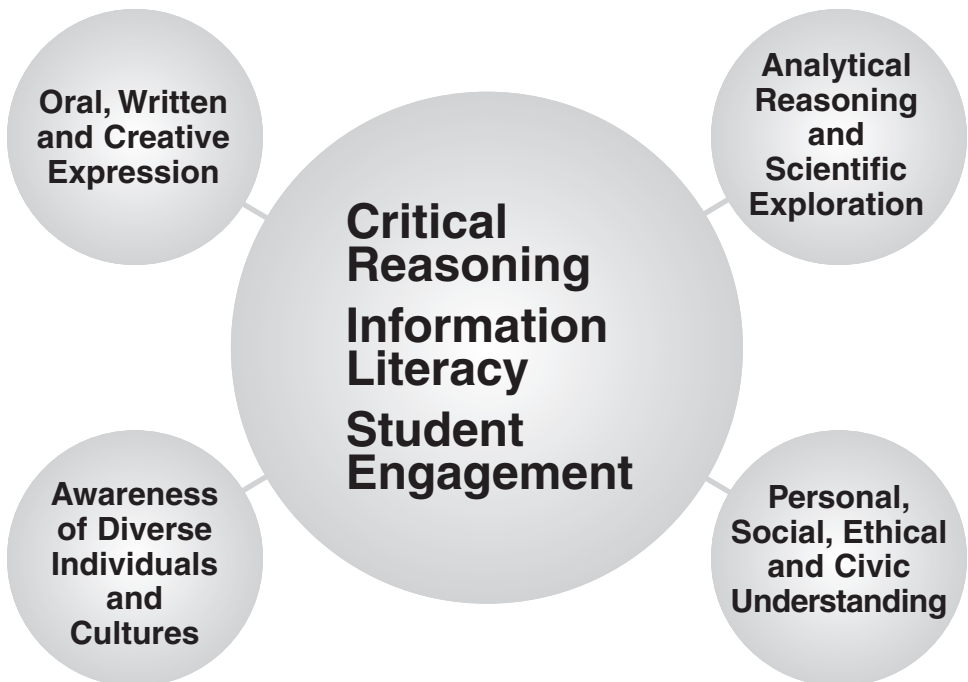 Oral, Written
and Creative
Expression
Analytical
Reasoning
and
Scientific
Exploration
Critical
Reasoning
Information
Literacy
Student
Engagement
Awareness
of Diverse
Individuals
and
Cultures
Personal,
Social, Ethical
and Civic
Understanding